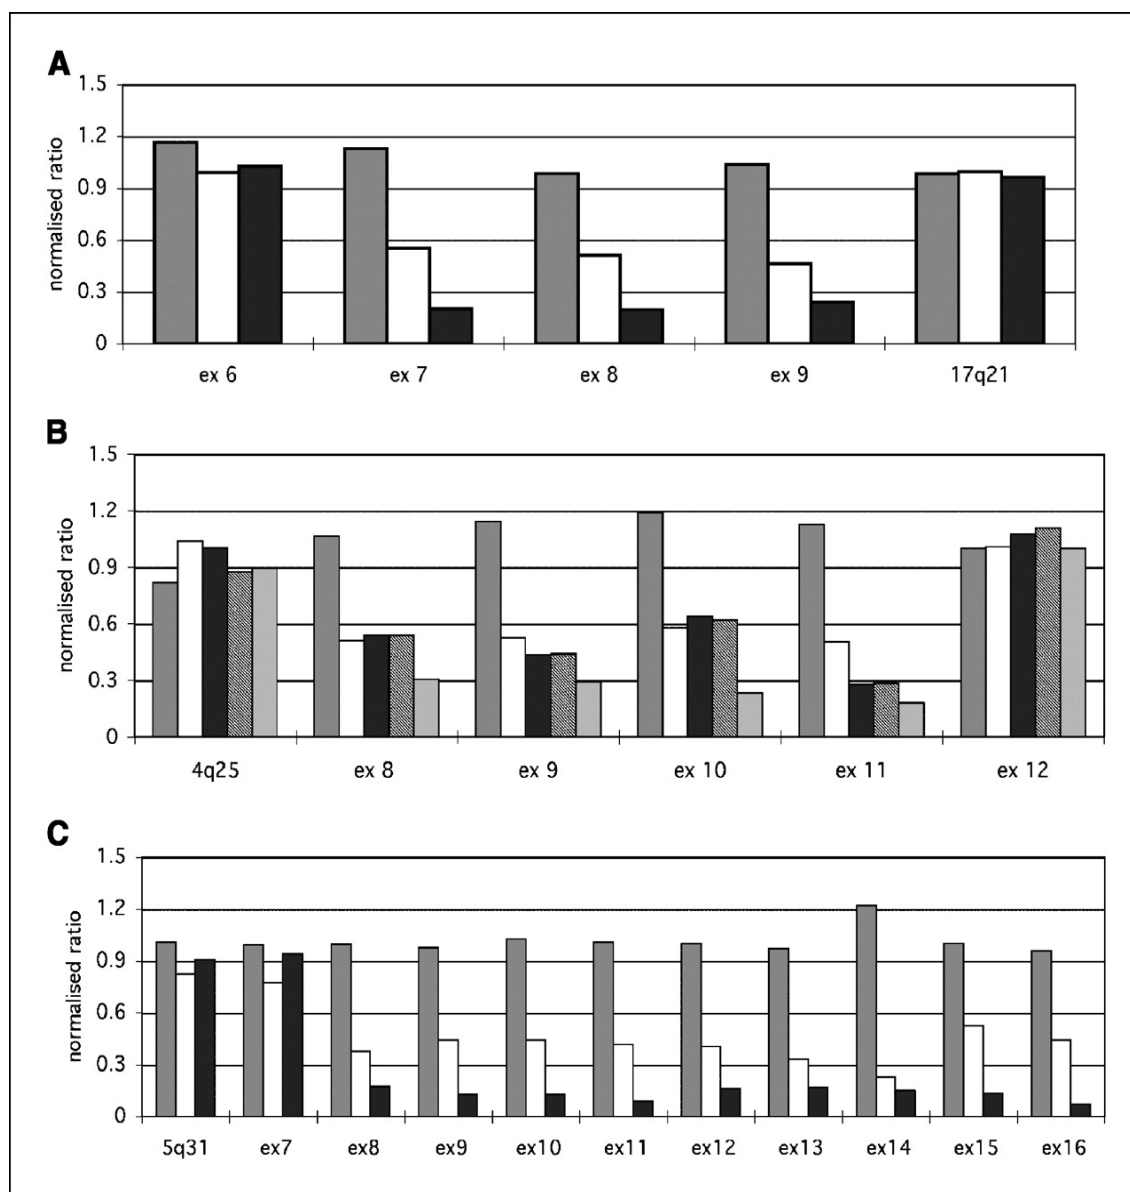 A
normalised ratio
1.5
1.2
0.9
0.6
0.3
0
ex 6 ex 7 ex 8 ex 9 17q21
B
normalised ratio
1.5
1.2
0.9
0.6
0.3
0
4q25 ex 8 ex 9 ex 10 ex 11 ex 12
C
normalised ratio
1.5
1.2
0.9
0.6
0.3
0
5q31 ex7 ex8 ex9 ex10 ex11 ex12 ex13 ex14 ex15 ex16